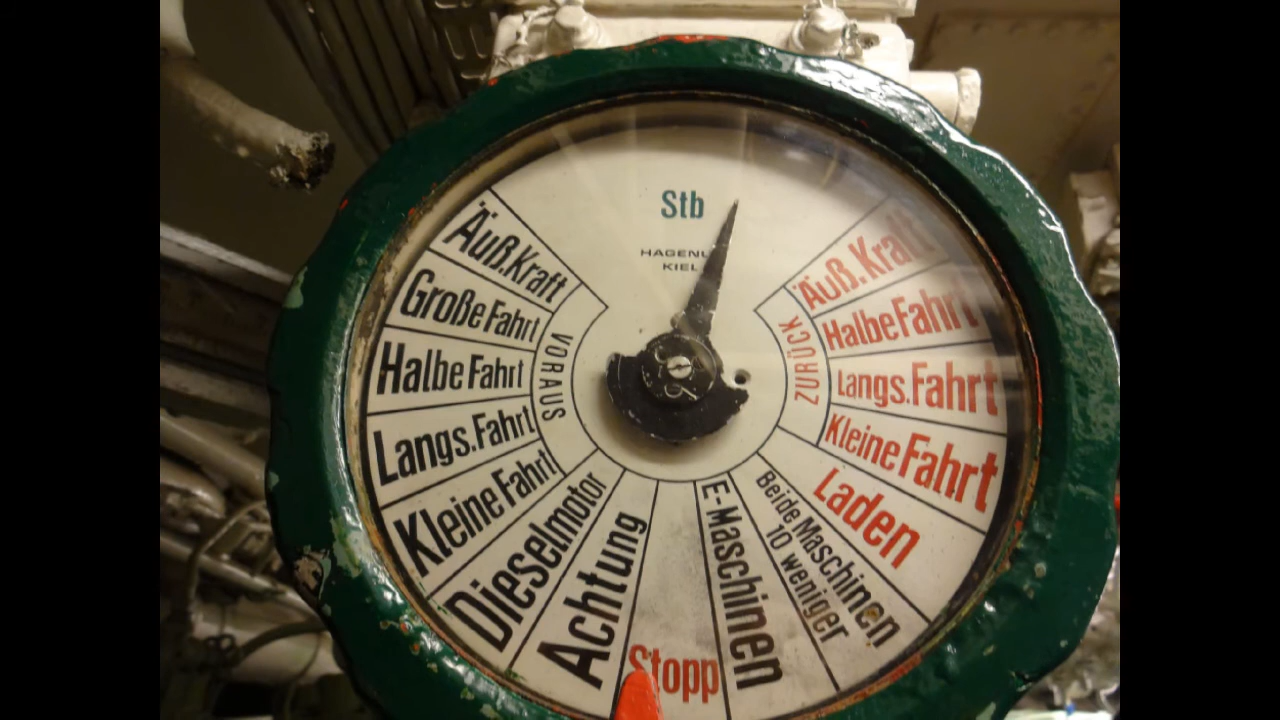 Stb
HAGENU
KIEL
VORAUS
Äuß.Kraft
Große Fahrt
Halbe Fahrt
Langs.Fahrt
Kleine Fahrt
Dieselmotor
Achtung
Stopp
E-Maschinen
Beide Maschinen
10 weniger
Laden
Kleine Fahrt
Langs.Fahrt
Halbe Fahrt
Äuß.Kraft
ZURÜCK